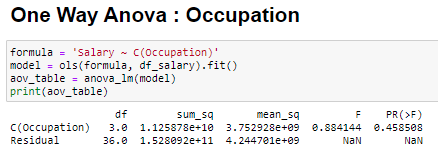 One Way Anova : Occupation
formula = 'Salary ~ C(Occupation)'
model = ols(formula, df_salary).fit()
aov_table = anova_lm(model)
print(aov_table)
df sum_sq mean_sq F PR(>F)
C(Occupation) 3.0 1.125878e+10 3.752928e+09 0.884144 0.458508
Residual 36.0 1.528092e+11 4.244701e+09 NaN NaN